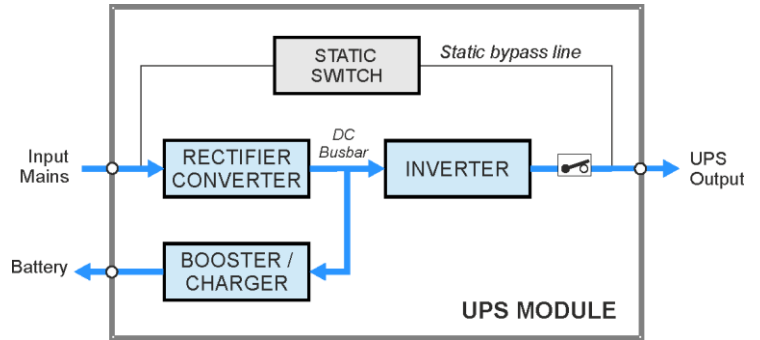 STATIC
SWITCH
Static bypass line
Input
Mains
RECTIFIER
CONVERTER
DC
Busbar
INVERTER
UPS
Output
Battery
BOOSTER /
CHARGER
UPS MODULE